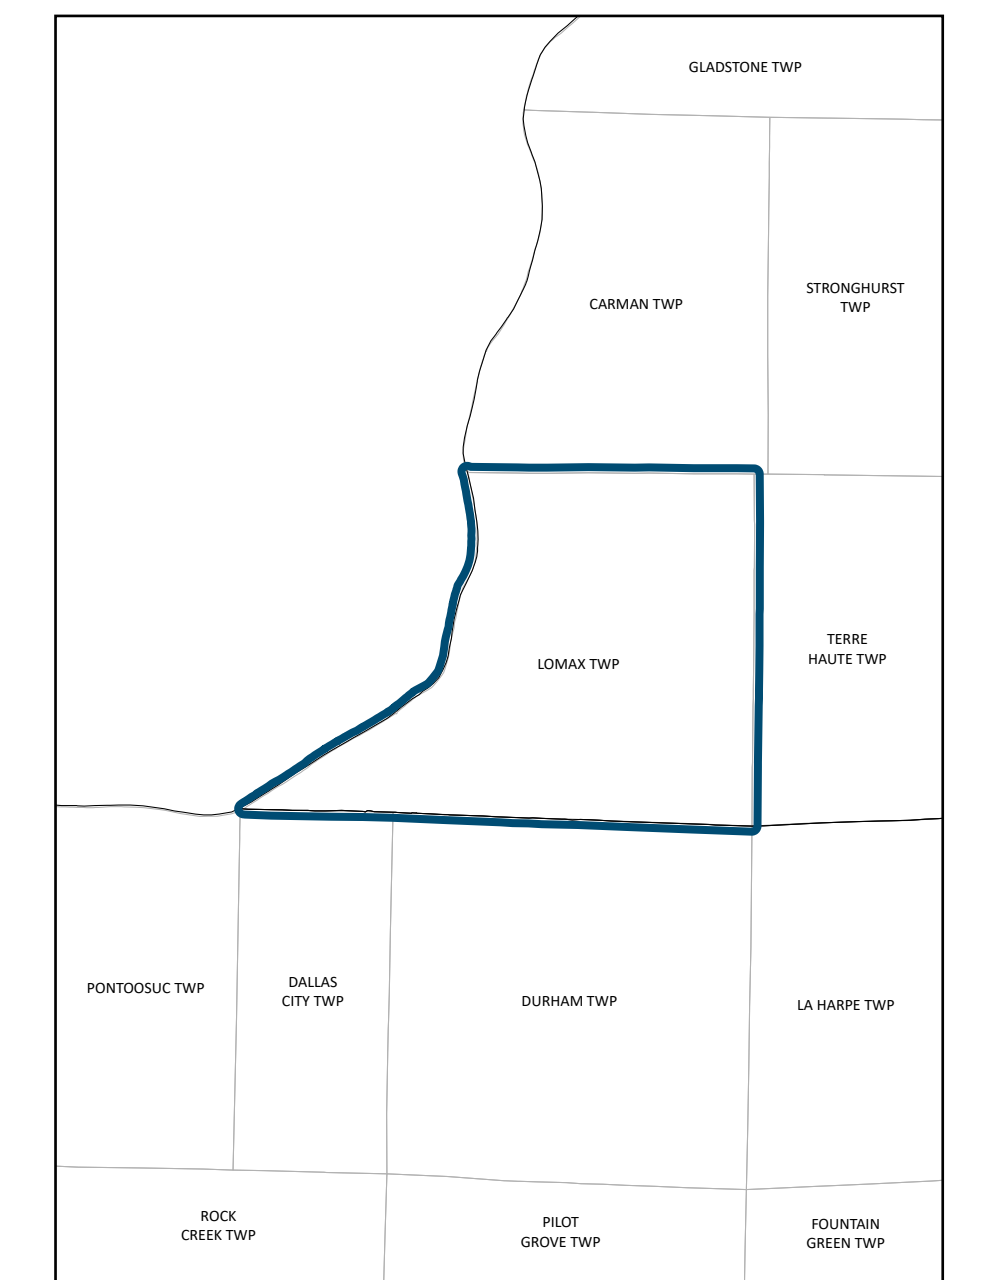 GLADSTONE TWP
CARMAN TWP
STRONGHURST
TWP
LOMAX TWP
TERRE
HAUTE TWP
PONTOOSUC TWP
DALLAS
CITY TWP
DURHAM TWP
LA HARPE TWP
ROCK
CREEK TWP
PILOT
GROVE TWP
FOUNTAIN
GREEN TWP